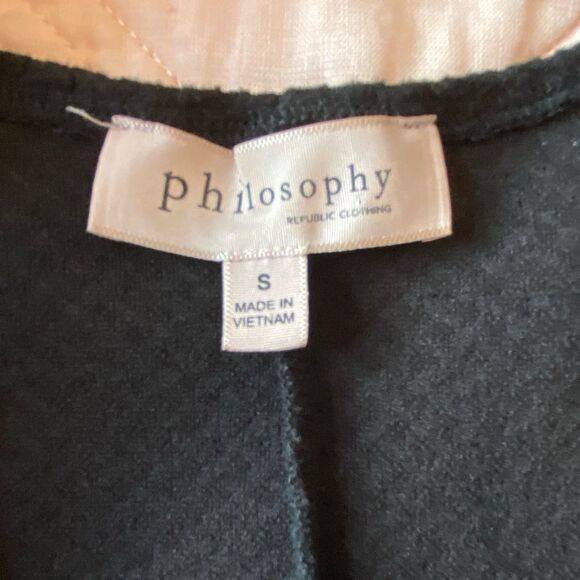 philosophy
REPUBLIC CLOTHING
S
MADE IN
VIETNAM